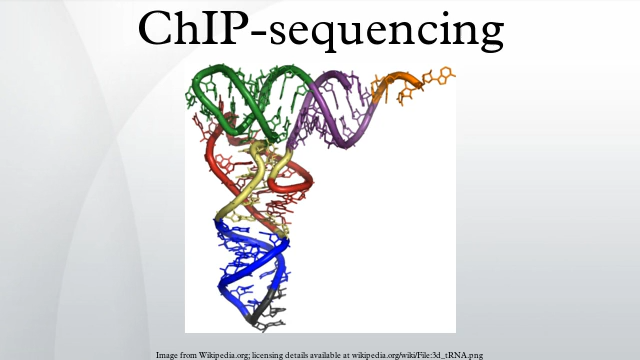 ChIP-sequencing
Image from Wikipedia.org; licensing details available at wikipedia.org/wiki/File:3d_tRNA.png